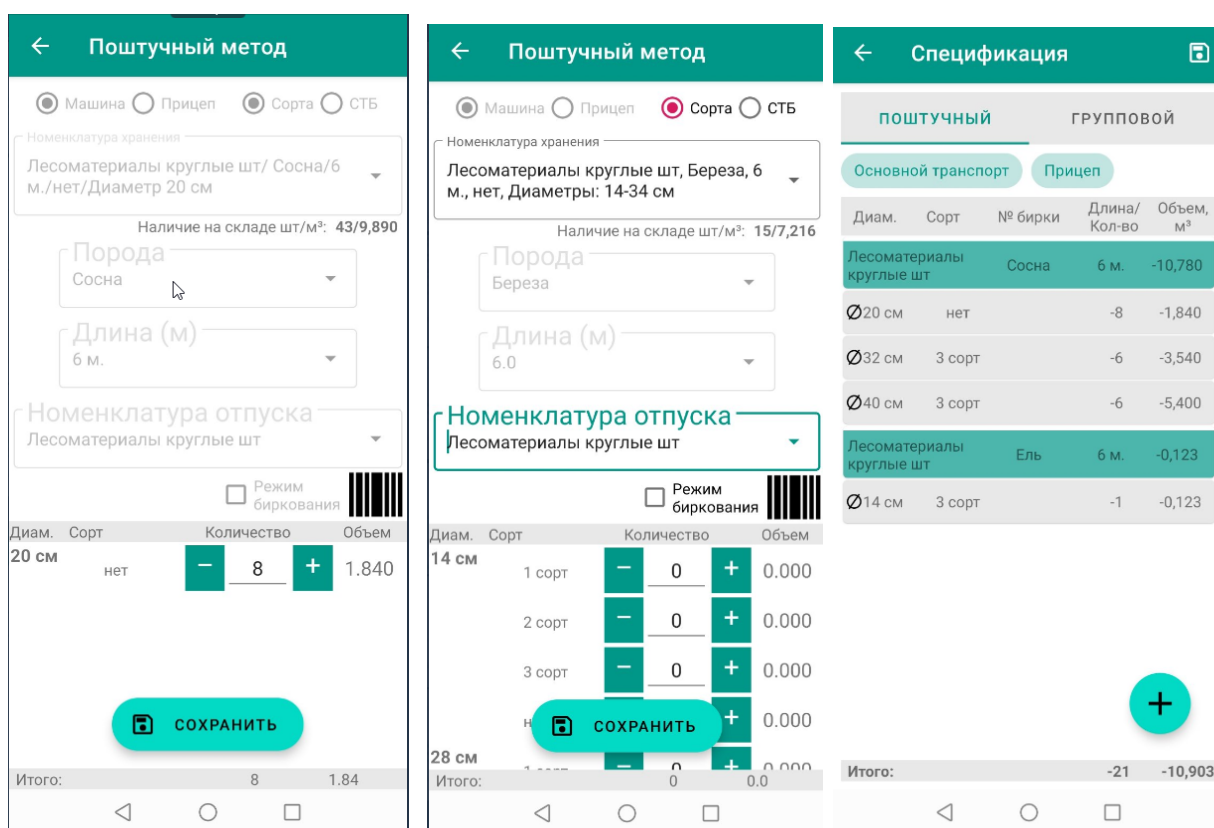 Поштучный метод
Машина Прицеп Сорта СТБ
Номенклатура хранения
Лесоматериалы круглые шт/ Сосна/6
м./нет/Диаметр 20 см
Наличие на складе шт/м³: 43/9,890
Порода
Сосна
Длина (м)
6 м.
Номенклатура отпуска
Лесоматериалы круглые шт
Режим
биркования
Диам. Сорт Количество Объем
20 см
нет − 8 + 1.840
СОХРАНИТЬ
Итого: 8 1.84
Поштучный метод
Машина Прицеп Сорта СТБ
Номенклатура хранения
Лесоматериалы круглые шт, Береза, 6
м., нет, Диаметры: 14-34 см
Наличие на складе шт/м³: 15/7,216
Порода
Береза
Длина (м)
6.0
Номенклатура отпуска
Лесоматериалы круглые шт
Режим
биркования
Диам. Сорт Количество Объем
14 см
1 сорт − 0 + 0.000
2 сорт − 0 + 0.000
3 сорт − 0 + 0.000
+ 0.000
СОХРАНИТЬ
28 см
Итого: 0 0.0
Спецификация
ПОШТУЧНЫЙ ГРУППОВОЙ
Основной транспорт Прицеп
Диам. Сорт № бирки Длина/ Объем,
Кол-во м³
Лесоматериалы
круглые шт Сосна 6 м. -10,780
Ø20 см нет -8 -1,840
Ø32 см 3 сорт -6 -3,540
Ø40 см 3 сорт -6 -5,400
Лесоматериалы
круглые шт Ель 6 м. -0,123
Ø14 см 3 сорт -1 -0,123
+
Итого: -21 -10,903